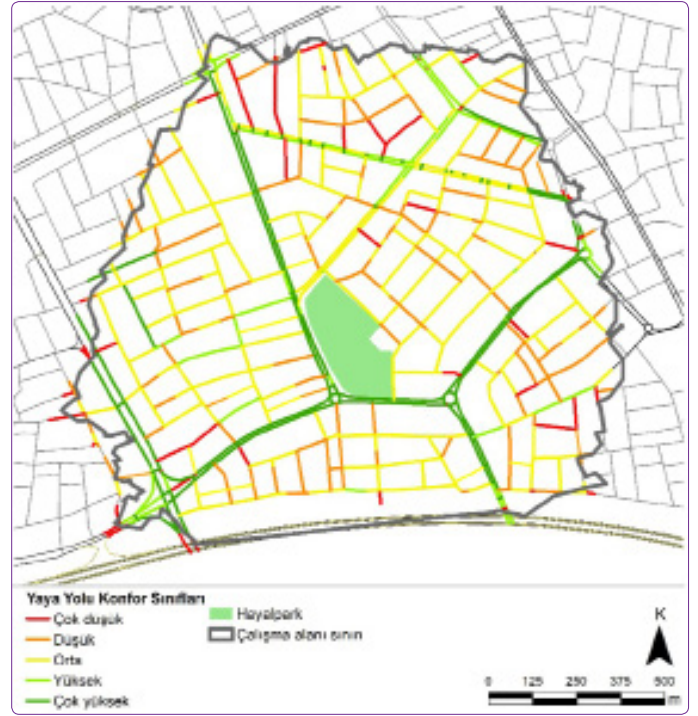 Yaya Yolu Konfor Sınıfları
Çok düşük
Düşük
Orta
Yüksek
Çok yüksek
Hayalpark
Çalışma alanı sınırı
K
0 125 250 375 500
m